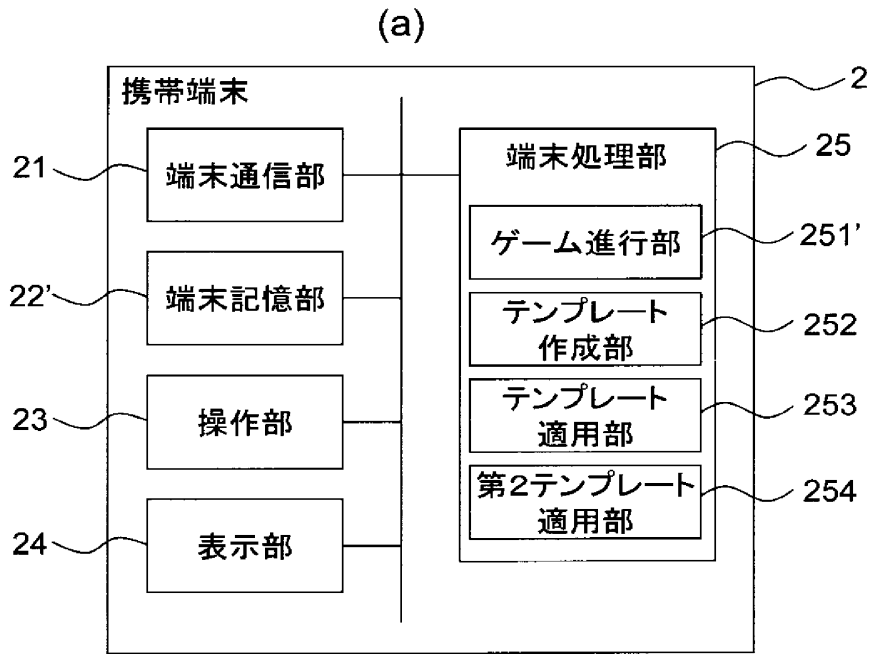 (a)
携帯端末
2
21
端末通信部
22'
端末記憶部
23
操作部
24
表示部
端末処理部
25
ゲーム進行部
251'
テンプレート
作成部
252
テンプレート
適用部
253
第2テンプレート
適用部
254